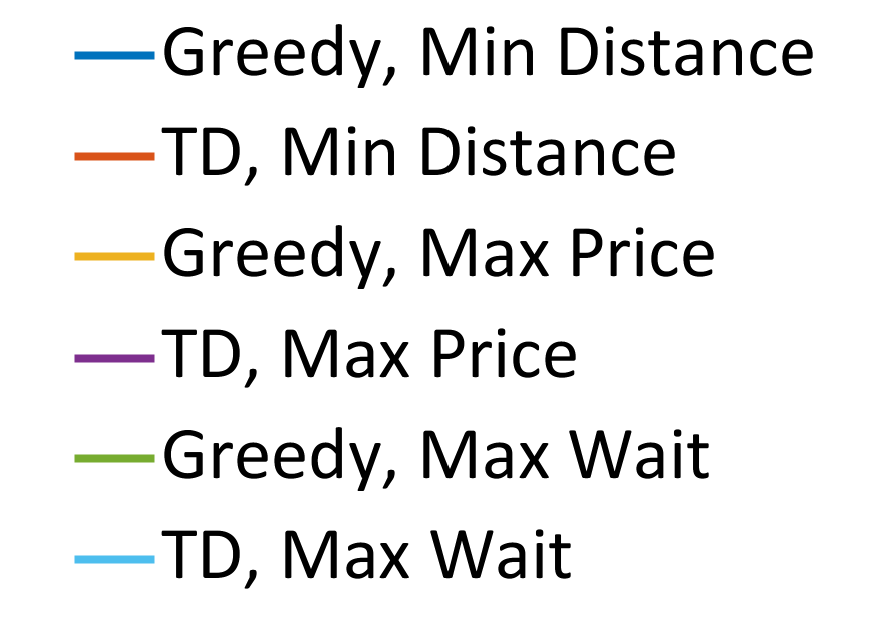 Greedy, Min Distance
TD, Min Distance
Greedy, Max Price
TD, Max Price
Greedy, Max Wait
TD, Max Wait